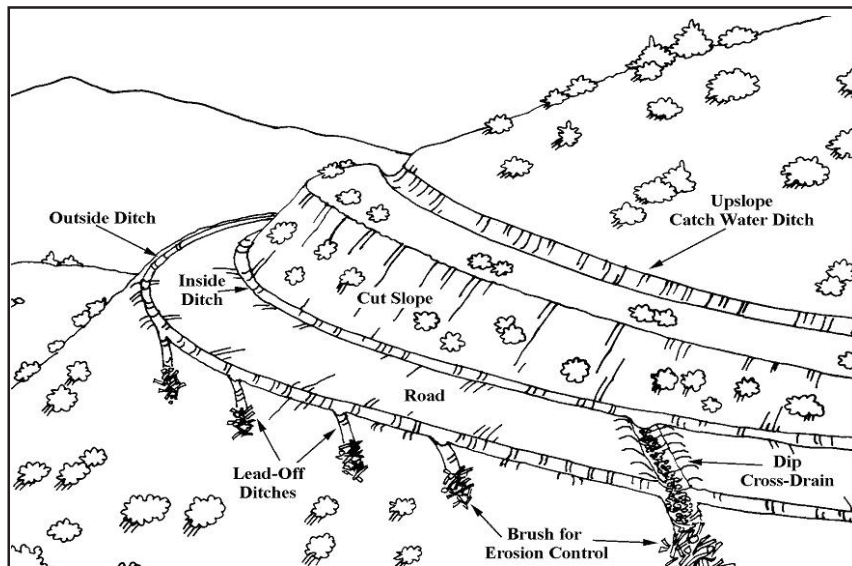 Upslope
Catch Water Ditch
Outside Ditch
Inside
Ditch
Cut Slope
Road
Lead-Off
Ditches
Dip
Cross-Drain
Brush for
Erosion Control